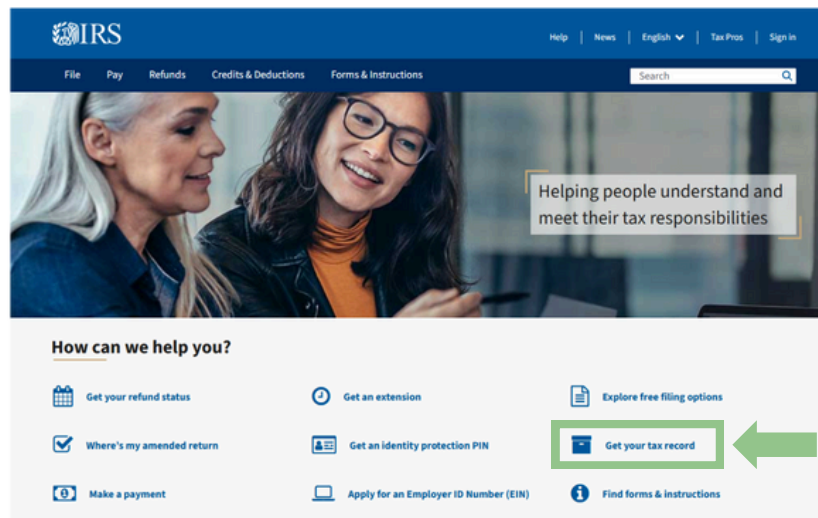 IRS
Help | News | English | Tax Pros | Sign in
File Pay Refunds Credits & Deductions Forms & Instructions Search
Helping people understand and
meet their tax responsibilities
How can we help you?
Get your refund status Get an extension Explore free filing options
Where's my amended return Get an identity protection PIN Get your tax record
Make a payment Apply for an Employer ID Number (EIN) Find forms & instructions